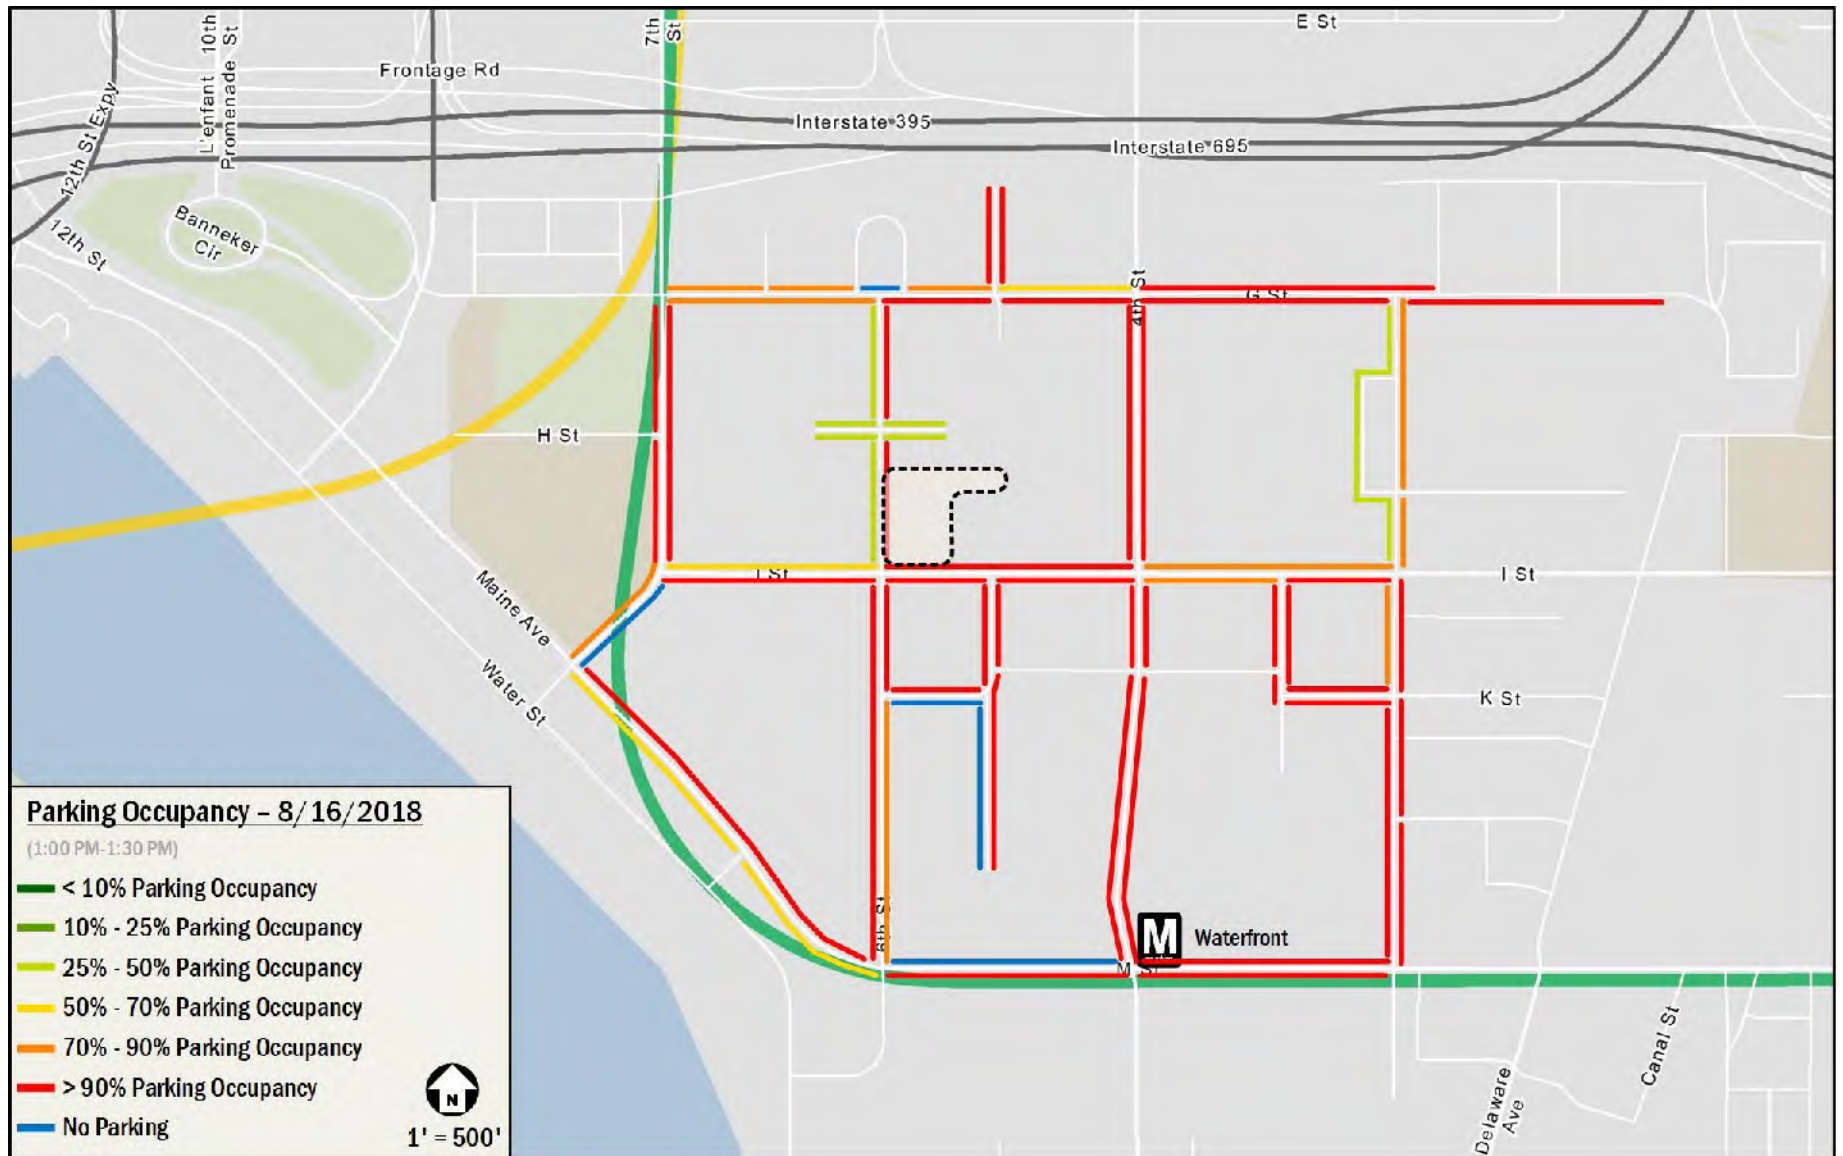 E St
7th
St
L'enfant 10th
Promenade St
Frontage Rd
12th St Expy
Interstate 395
Interstate 695
Banneker
Cir
12th St
4th St
G St
H St
I St
I St
Maine Ave
Water St
K St
6th St
M
Waterfront
M St
Canal St
Delaware
Ave
Parking Occupancy – 8/16/2018
(1:00 PM-1:30 PM)
< 10% Parking Occupancy
10% - 25% Parking Occupancy
25% - 50% Parking Occupancy
50% - 70% Parking Occupancy
70% - 90% Parking Occupancy
> 90% Parking Occupancy
No Parking
N
1' = 500'